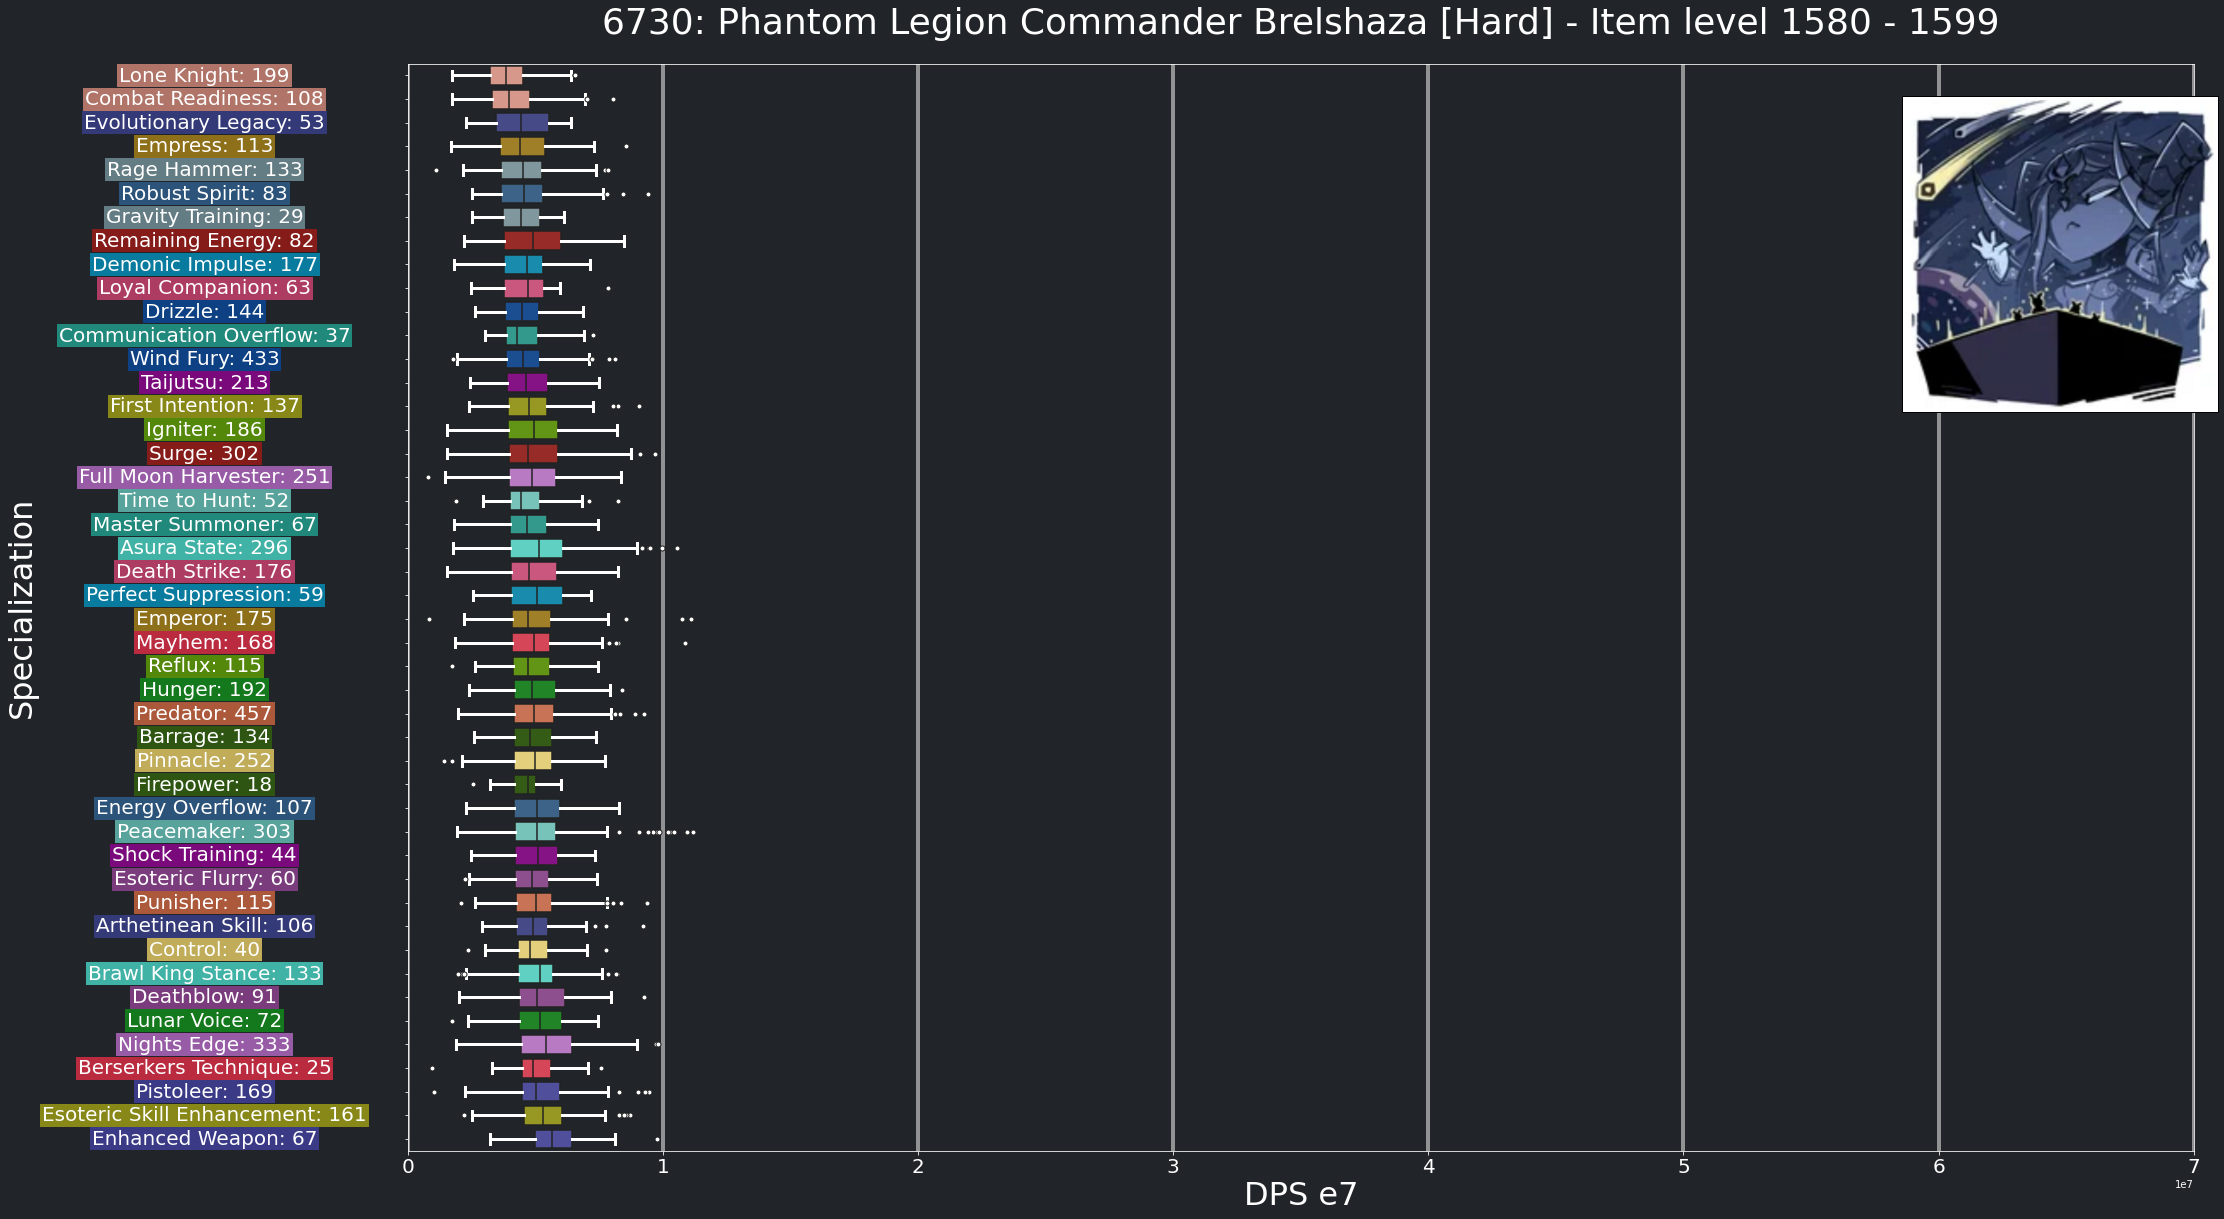 6730: Phantom Legion Commander Brelshaza [Hard] - Item level 1580 - 1599
Lone Knight: 199
Combat Readiness: 108
Evolutionary Legacy: 53
Empress: 113
Rage Hammer: 133
Robust Spirit: 83
Gravity Training: 29
Remaining Energy: 82
Demonic Impulse: 177
Loyal Companion: 63
Drizzle: 144
Communication Overflow: 37
Wind Fury: 433
Taijutsu: 213
First Intention: 137
Igniter: 186
Surge: 302
Full Moon Harvester: 251
Time to Hunt: 52
Master Summoner: 67
Asura State: 296
Death Strike: 176
Perfect Suppression: 59
Emperor: 175
Mayhem: 168
Reflux: 115
Hunger: 192
Predator: 457
Barrage: 134
Pinnacle: 252
Firepower: 18
Energy Overflow: 107
Peacemaker: 303
Shock Training: 44
Esoteric Flurry: 60
Punisher: 115
Arthetinean Skill: 106
Control: 40
Brawl King Stance: 133
Deathblow: 91
Lunar Voice: 72
Nights Edge: 333
Berserkers Technique: 25
Pistoleer: 169
Esoteric Skill Enhancement: 161
Enhanced Weapon: 67
Specialization
0 1 2 3 4 5 6 7
1e7
DPS e7